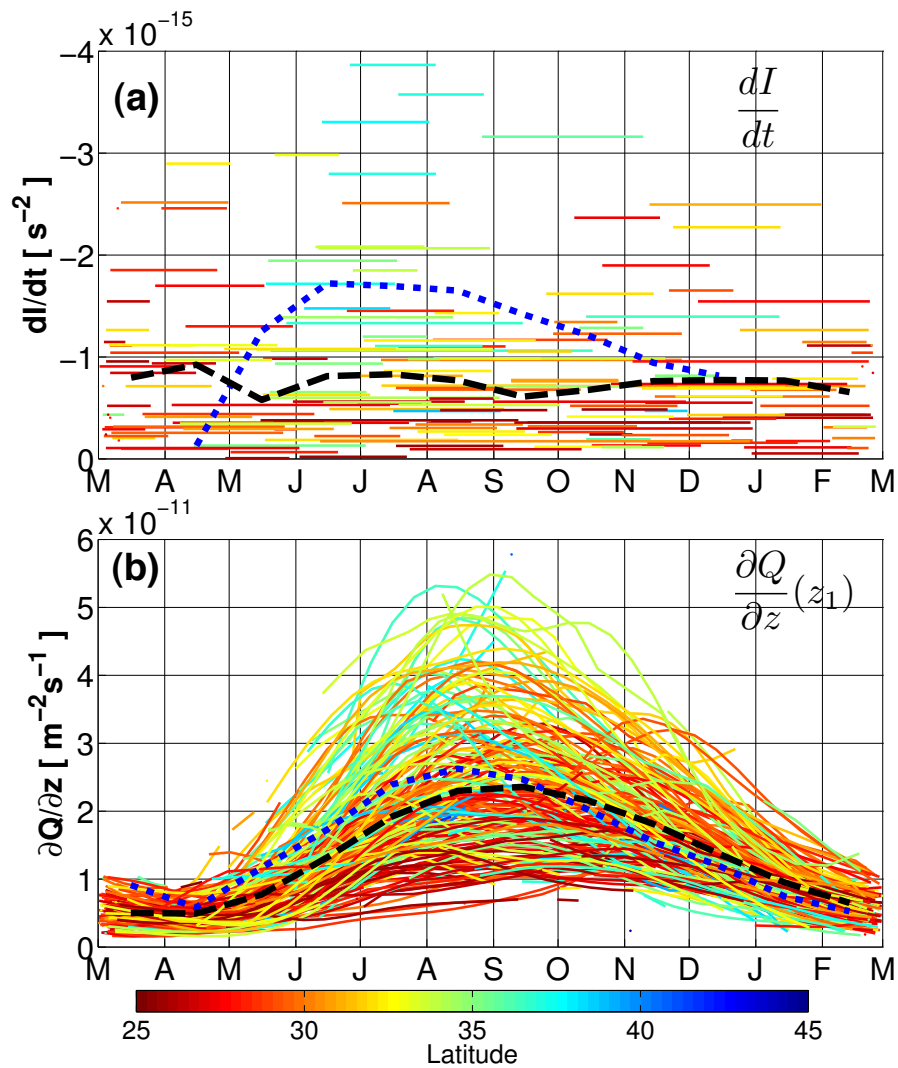 x 10⁻¹⁵
(a)
dI/dt
dI/dt [ s⁻² ]
−4
−3
−2
−1
0
M A M J J A S O N D J F M
x 10⁻¹¹
(b)
∂Q/∂z (z₁)
∂Q/∂z [ m⁻²s⁻¹ ]
6
5
4
3
2
1
0
M A M J J A S O N D J F M
25 30 35 40 45
Latitude